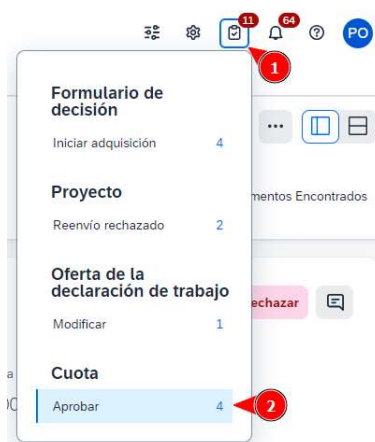 11
64
PO
1
Formulario de
decisión
Iniciar adquisición 4
Proyecto
mentos Encontrados
Reenvío rechazado 2
Oferta de la
declaración de trabajo
echazar
Modificar 1
Cuota
a
Aprobar 4
2